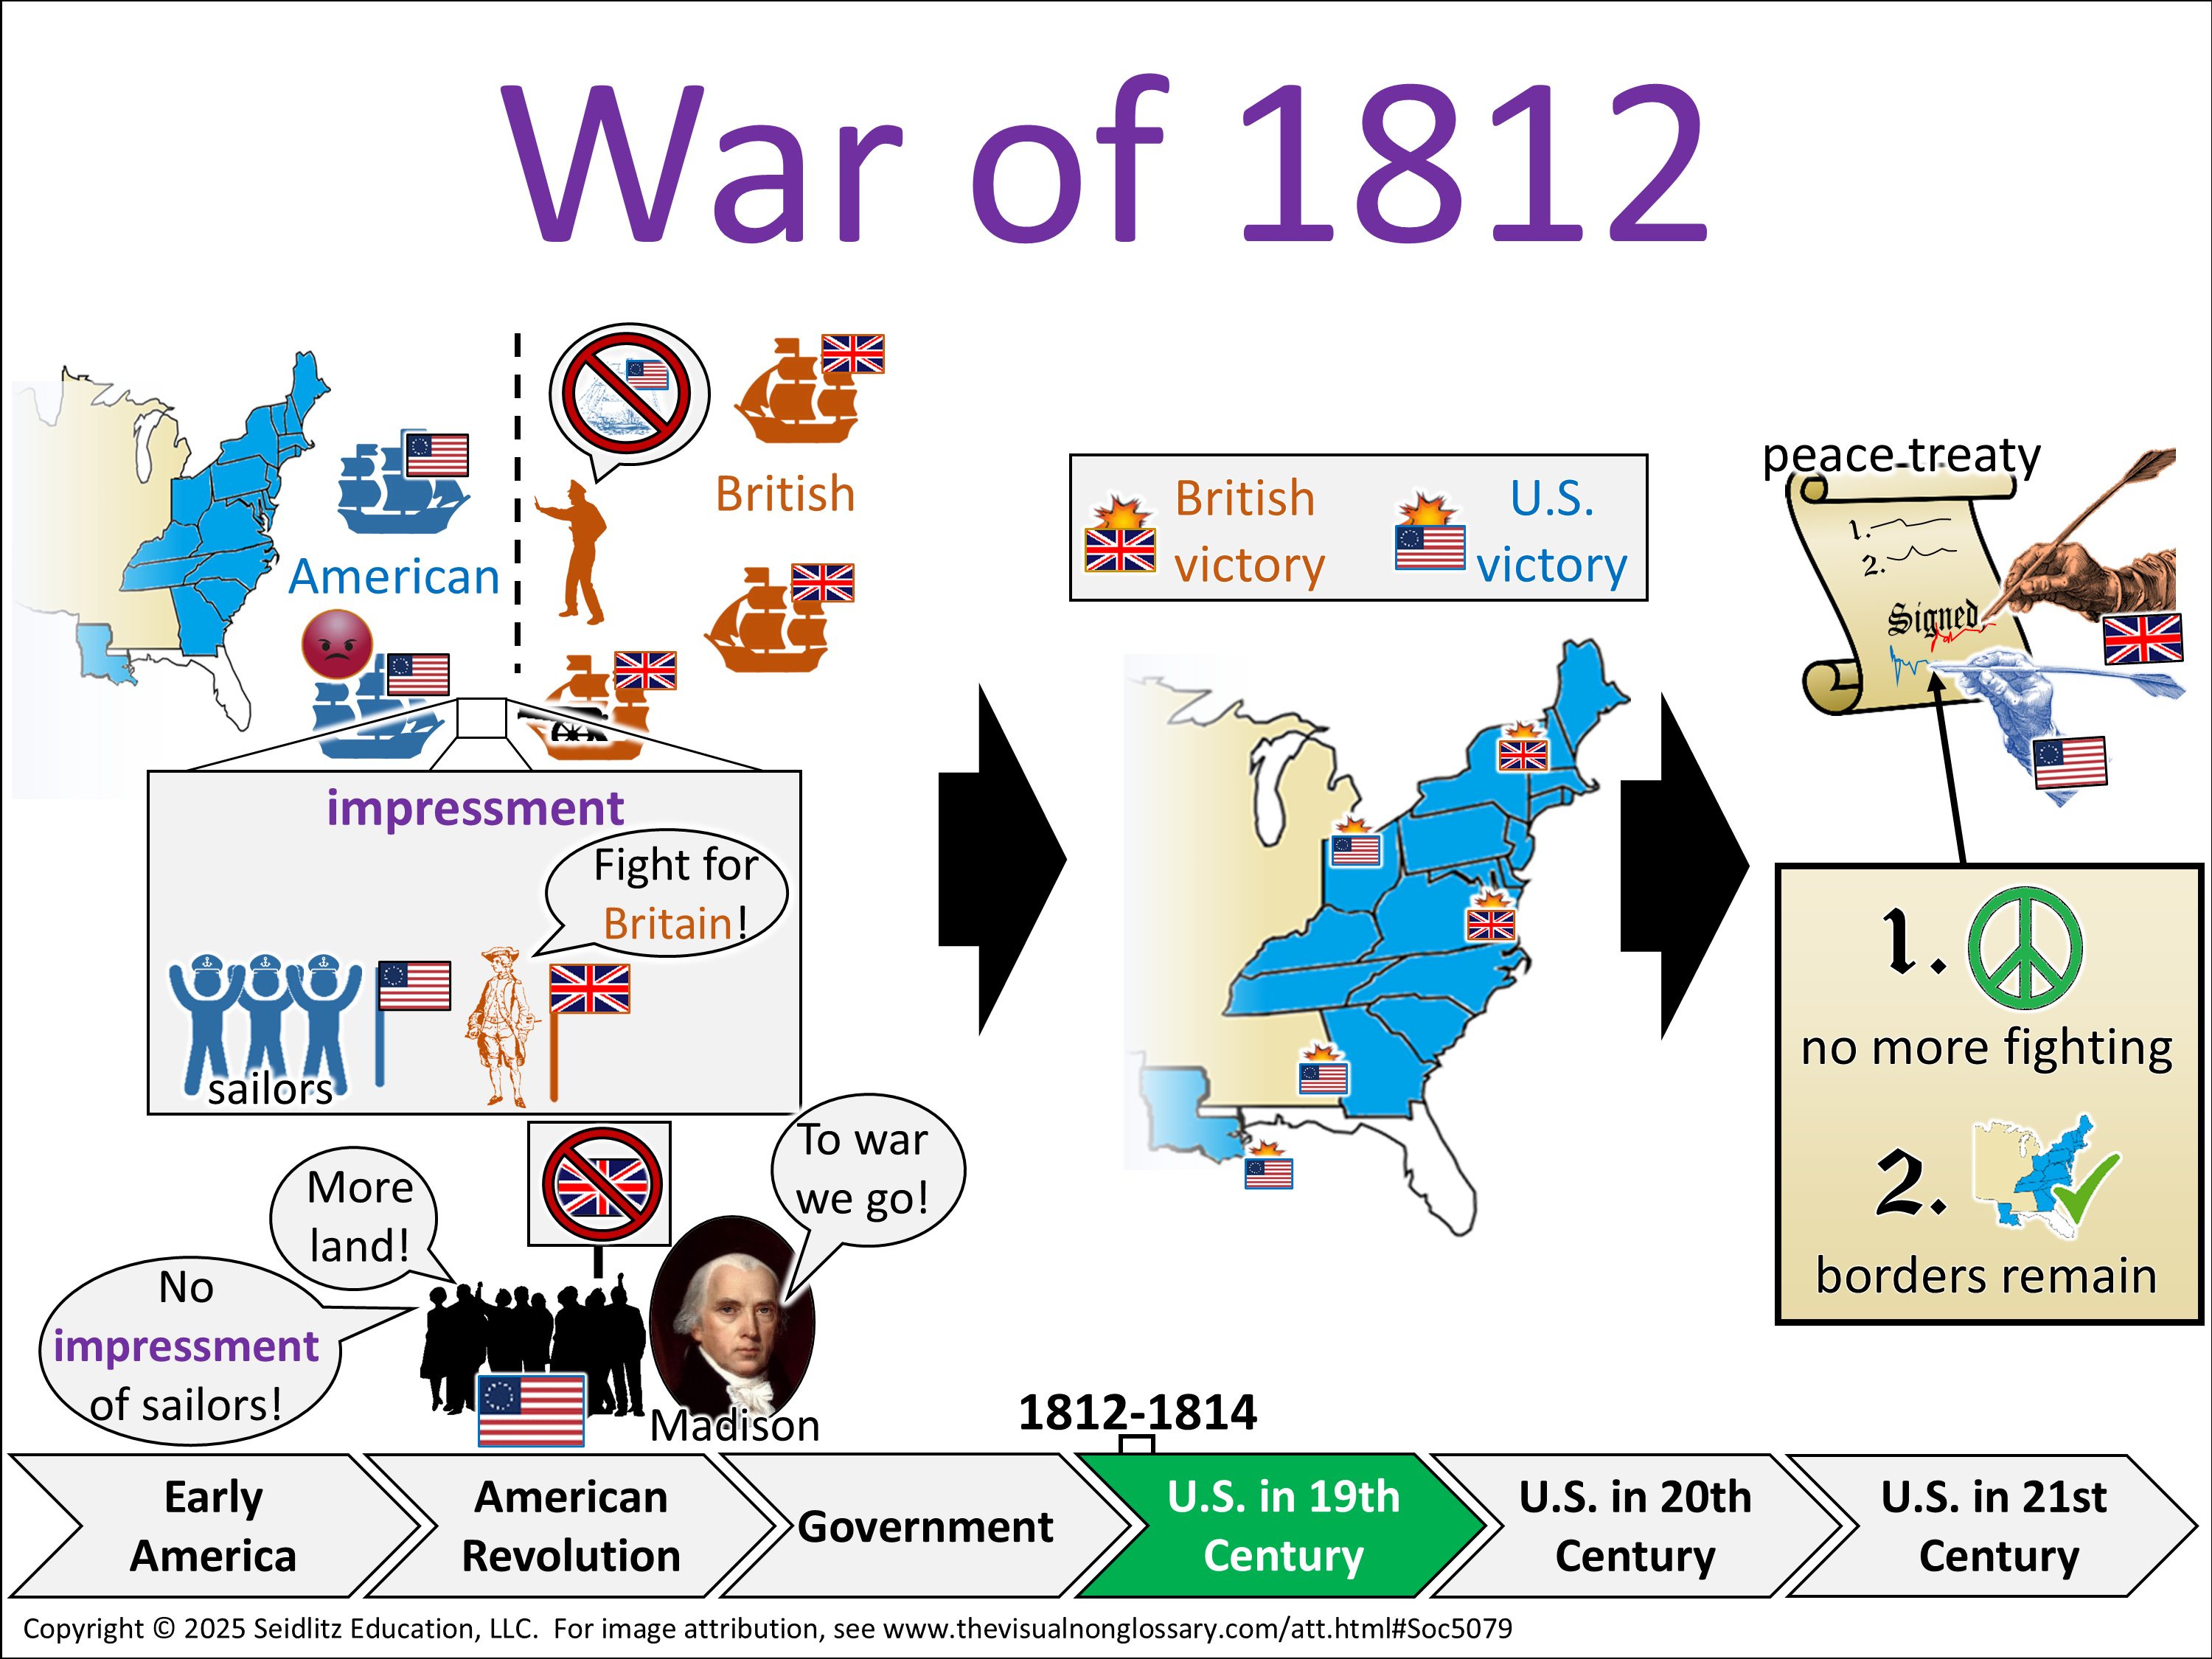 War of 1812
American
British
impressment
Fight for
Britain!
sailors
More
land!
No
impressment
of sailors!
To war
we go!
Madison
British
victory
U.S.
victory
peace treaty
1.
2.
Signed
1.
no more fighting
2.
borders remain
1812-1814
Early
America
American
Revolution
Government
U.S. in 19th
Century
U.S. in 20th
Century
U.S. in 21st
Century
Copyright © 2025 Seidlitz Education, LLC.  For image attribution, see www.thevisualnonglossary.com/att.html#Soc5079